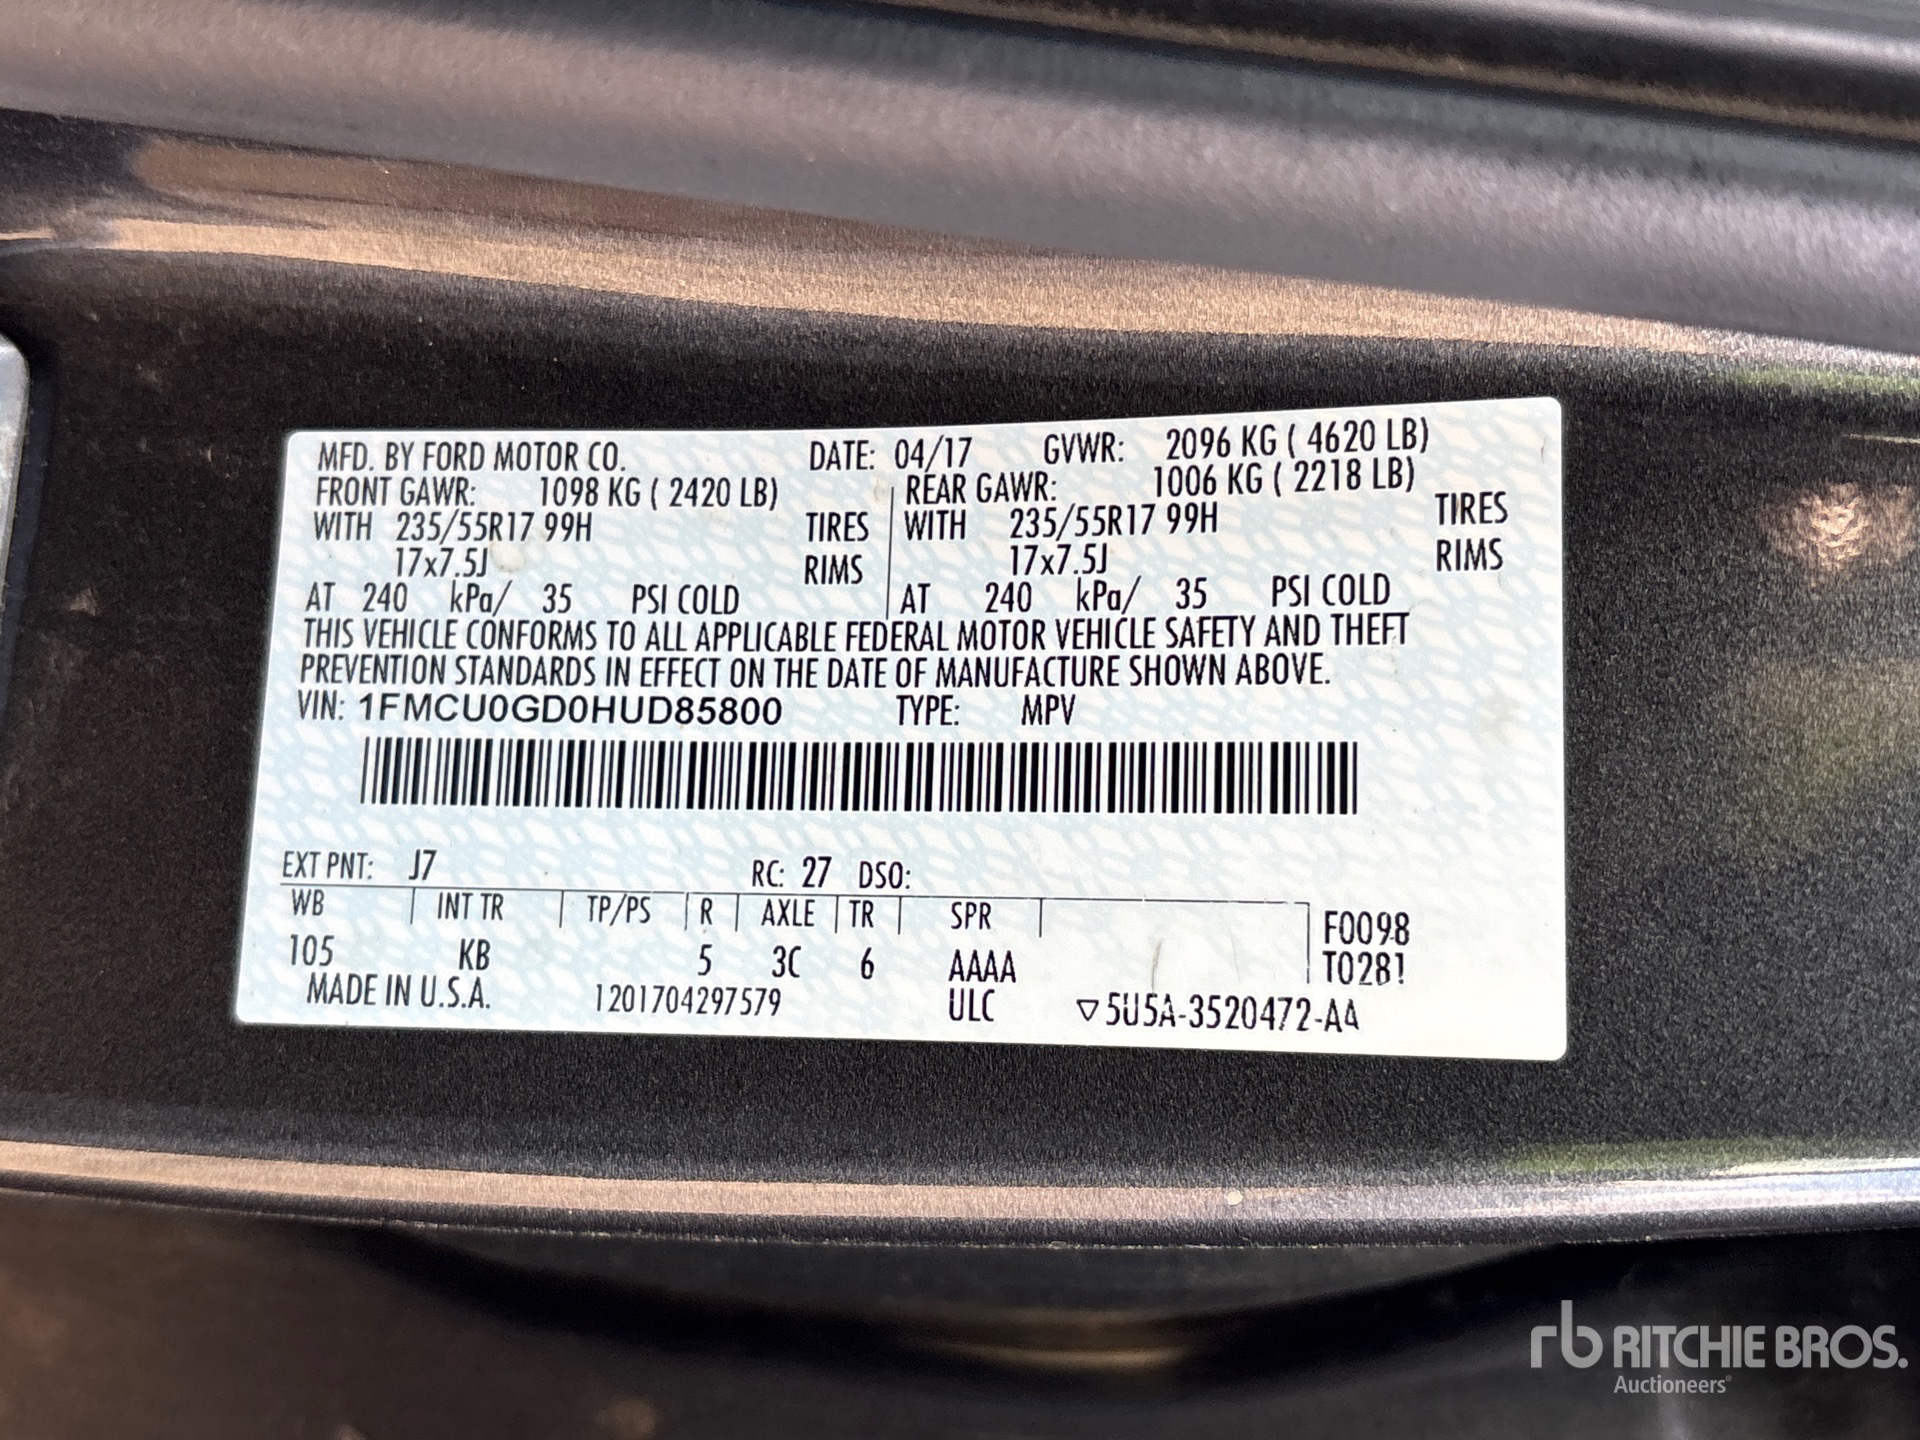 MFD. BY FORD MOTOR CO. DATE: 04/17 GVWR: 2096 KG ( 4620 LB)
FRONT GAWR: 1098 KG ( 2420 LB) REAR GAWR: 1006 KG ( 2218 LB)
WITH 235/55R17 99H TIRES WITH 235/55R17 99H TIRES
17x7.5J RIMS 17x7.5J RIMS
AT 240 kPa/ 35 PSI COLD AT 240 kPa/ 35 PSI COLD
THIS VEHICLE CONFORMS TO ALL APPLICABLE FEDERAL MOTOR VEHICLE SAFETY AND THEFT
PREVENTION STANDARDS IN EFFECT ON THE DATE OF MANUFACTURE SHOWN ABOVE.
VIN: 1FMCU0GD0HUD85800 TYPE: MPV
EXT PNT: J7 RC: 27 DSO:
WB INT TR TP/PS R AXLE TR SPR F0098
105 KB 5 3C 6 AAAA T0281
MADE IN U.S.A. 1201704297579 ULC ▽5U5A-3520472-AA
rb RITCHIE BROS.
Auctioneers®